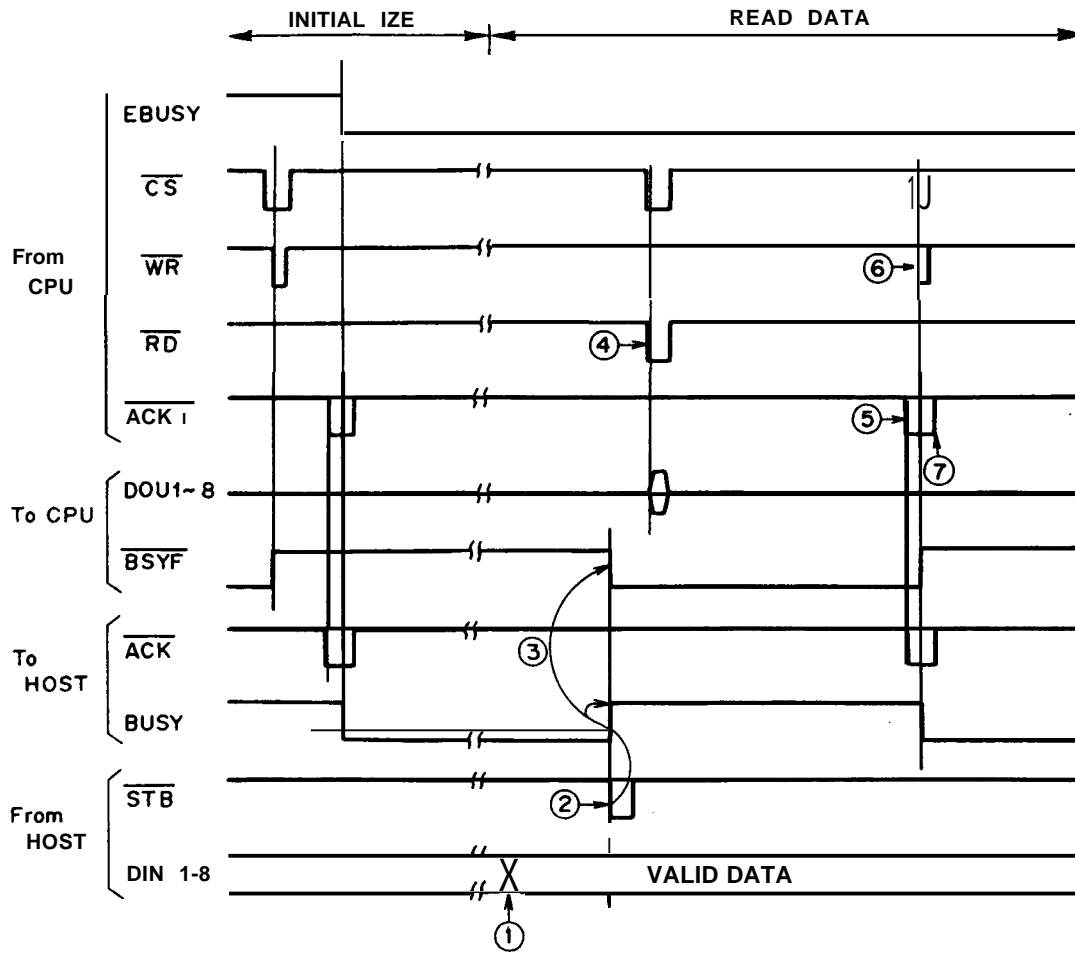 INITIAL IZE
READ DATA
EBUSY
CS
WR
⑥
From
CPU
RD
④
ACK I
⑤
⑦
DOU1~8
To CPU
BSYF
ACK
To
HOST
③
BUSY
STB
②
From
HOST
DIN 1-8
VALID DATA
①